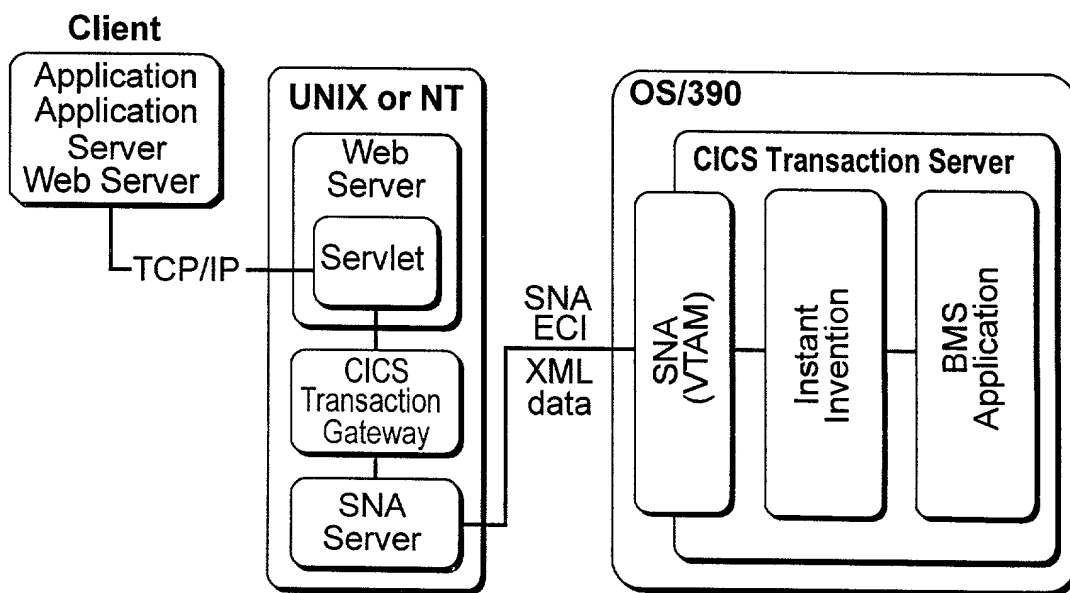 Client
Application
Application
Server
Web Server
TCP/IP
UNIX or NT
Web
Server
Servlet
CICS
Transaction
Gateway
SNA
Server
SNA
ECI
XML
data
OS/390
CICS Transaction Server
SNA
(VTAM)
Instant
Invention
BMS
Application